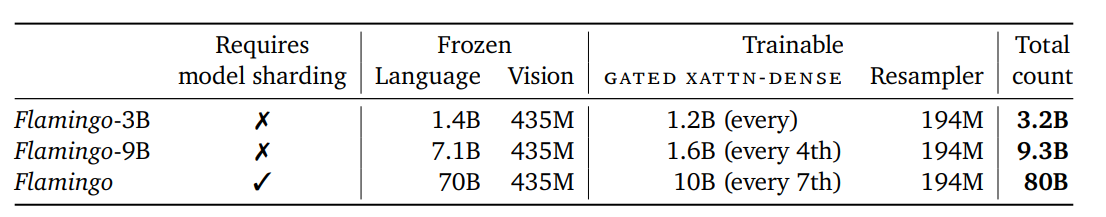 Requires Frozen Trainable Total
model sharding Language Vision GATED XATTN-DENSE Resampler count
Flamingo-3B ✗ 1.4B 435M 1.2B (every) 194M 3.2B
Flamingo-9B ✗ 7.1B 435M 1.6B (every 4th) 194M 9.3B
Flamingo ✓ 70B 435M 10B (every 7th) 194M 80B